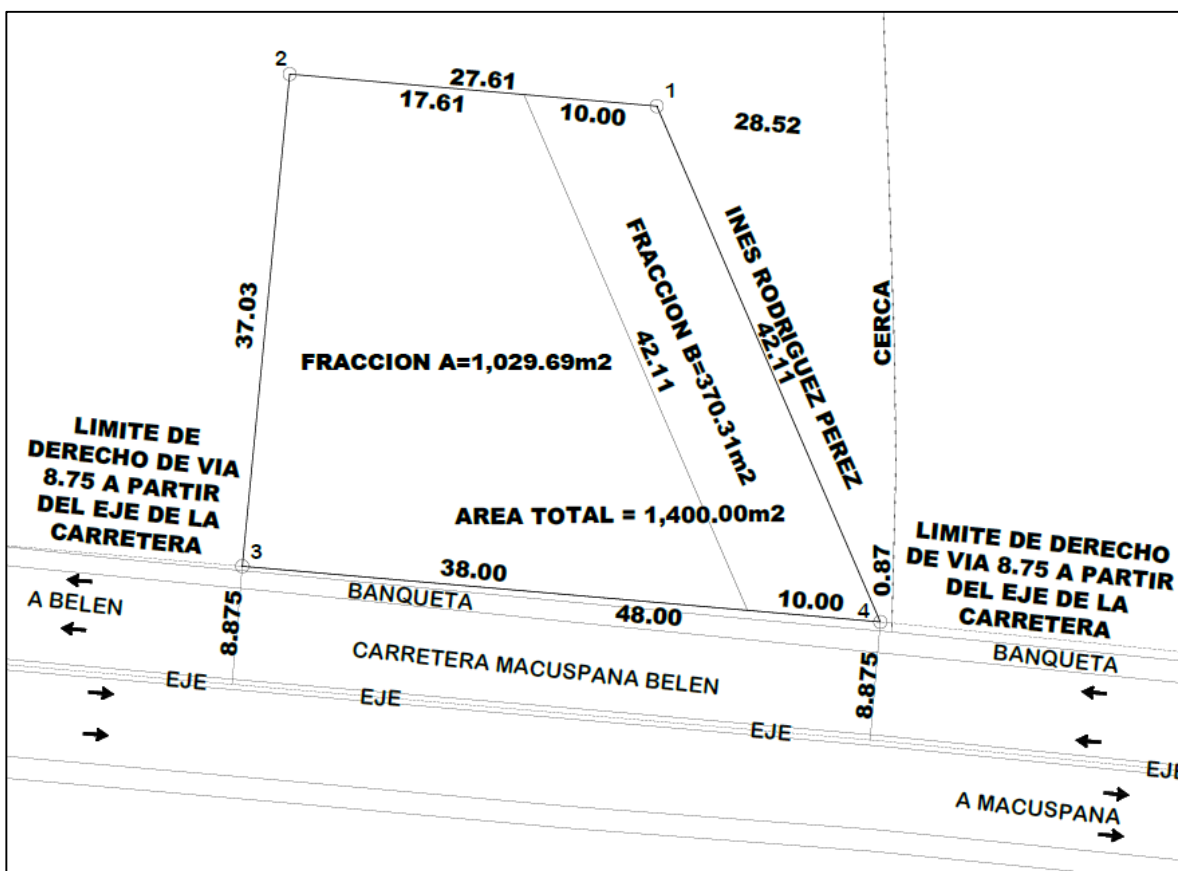 2
27.61
1
17.61
10.00
28.52
INES RODRIGUEZ PEREZ
42.11
FRACCION B=370.31m2
42.11
CERCA
37.03
FRACCION A=1,029.69m2
LIMITE DE
DERECHO DE VIA
8.75 A PARTIR
DEL EJE DE LA
CARRETERA
AREA TOTAL = 1,400.00m2
LIMITE DE DERECHO
DE VIA 8.75 A PARTIR
DEL EJE DE LA
CARRETERA
0.87
3
38.00
10.00
4
BANQUETA
48.00
A BELEN
8.875
CARRETERA MACUSPANA BELEN
8.875
BANQUETA
EJE
EJE
EJE
EJE
A MACUSPANA